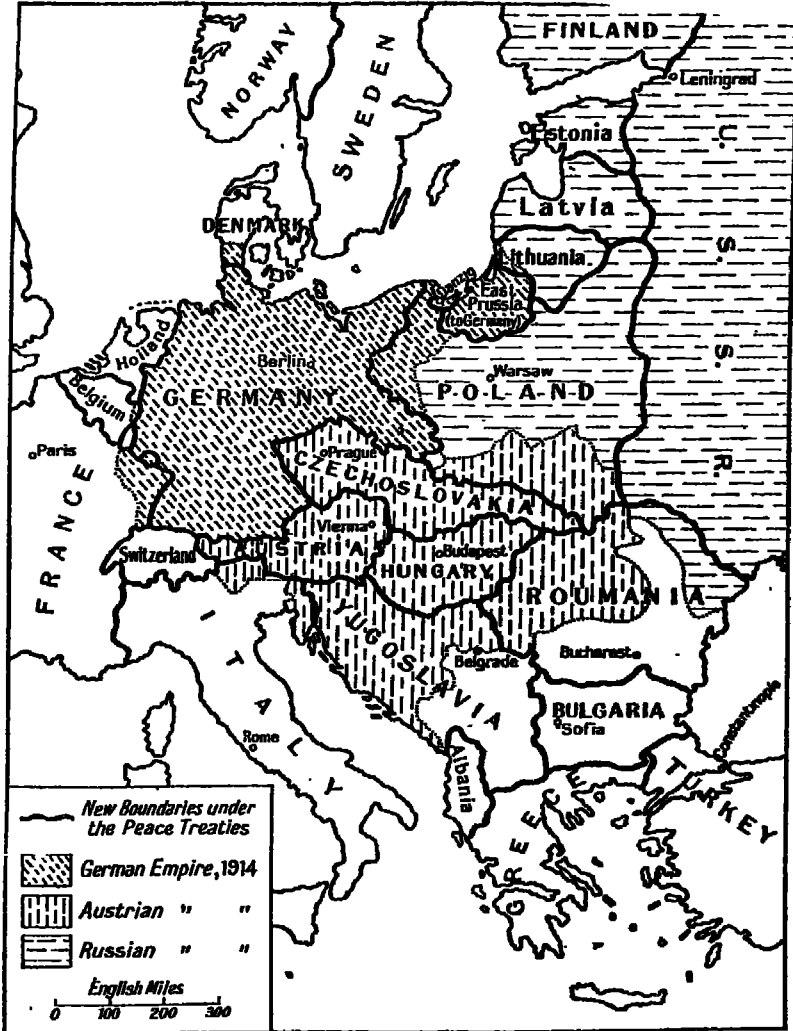 NORWAY
SWEDEN
FINLAND
Leningrad
Estonia
U.S.S.R.
Latvia
DENMARK
Lithuania
Danzig
East
Prussia
(to Germany)
Holland
Berlin
GERMANY
Warsaw
POLAND
Belgium
Paris
Prague
CZECHOSLOVAKIA
FRANCE
Vienna
Switzerland
AUSTRIA
Budapest
HUNGARY
ROUMANIA
ITALY
YUGOSLAVIA
Belgrade
Bucharest
BULGARIA
Sofia
Constantinople
Rome
Albania
TURKEY
GREECE
New Boundaries under
the Peace Treaties
German Empire, 1914
Austrian " "
Russian " "
English Miles
0 100 200 300